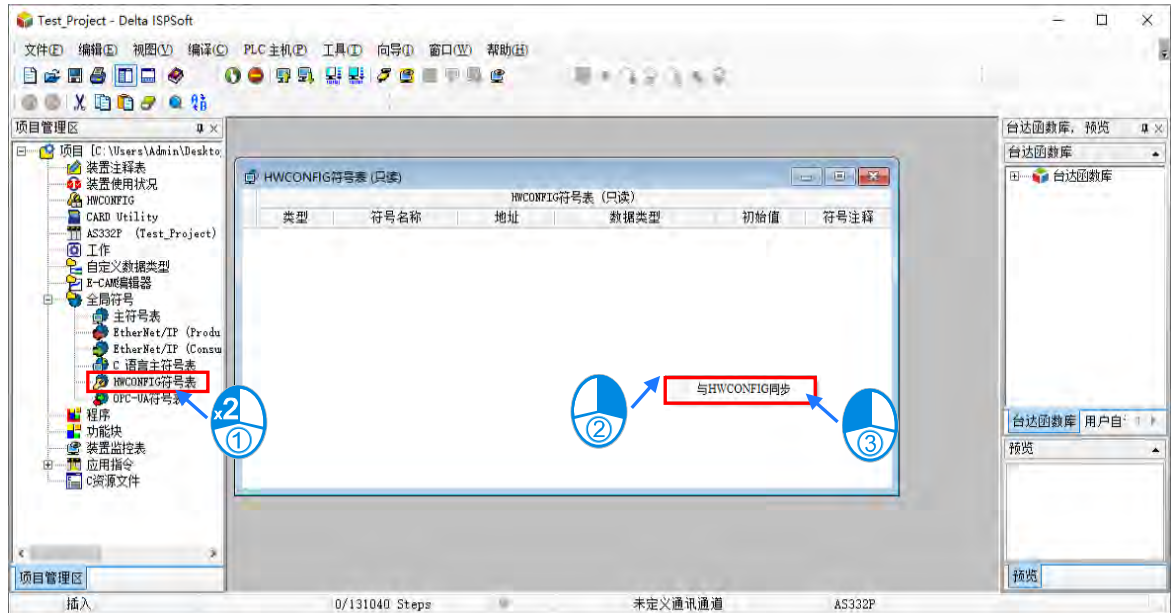 Test_Project - Delta ISPSoft
文件(F) 编辑(E) 视图(V) 编译(C) PLC 主机(P) 工具(T) 向导(I) 窗口(W) 帮助(H)
项目管理区
项目 [C:\Users\Admin\Deskto
装置注释表
装置使用状况
HWCONFIG
CARD Utility
AS332P (Test_Project)
工作
自定义数据类型
E-CAM编辑器
全局符号
主符号表
EtherNet/IP (Produ
EtherNet/IP (Consu
C 语言主符号表
HWCONFIG符号表
OPC-UA符号表
程序
功能块
装置监控表
应用指令
C资源文件
项目管理区
HWCONFIG符号表 (只读)
HWCONFIG符号表 (只读)
类型 符号名称 地址 数据类型 初始值 符号注释
与HWCONFIG同步
x2
①
②
③
台达函数库, 预览
台达函数库
台达函数库
台达函数库 用户自
预览
预览
插入 0/131040 Steps 未定义通讯通道 AS332P